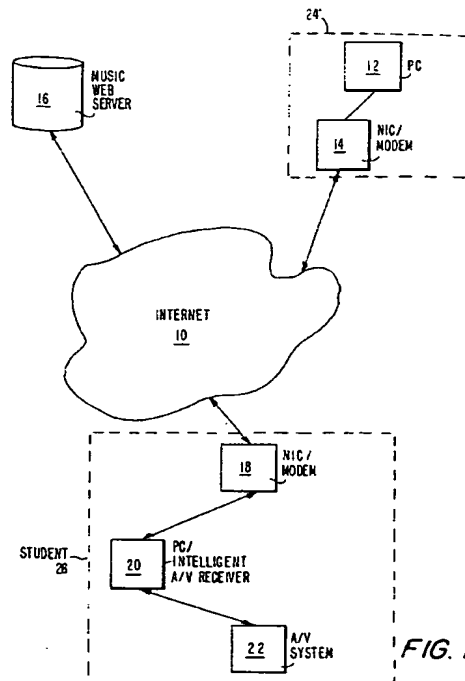 24
12
PC
MUSIC
WEB
SERVER
16
14
NIC/
MODEM
INTERNET
10
18
NIC/
MODEM
STUDENT
26
20
PC/
INTELLIGENT
A/V RECEIVER
22
A/V
SYSTEM
FIG.